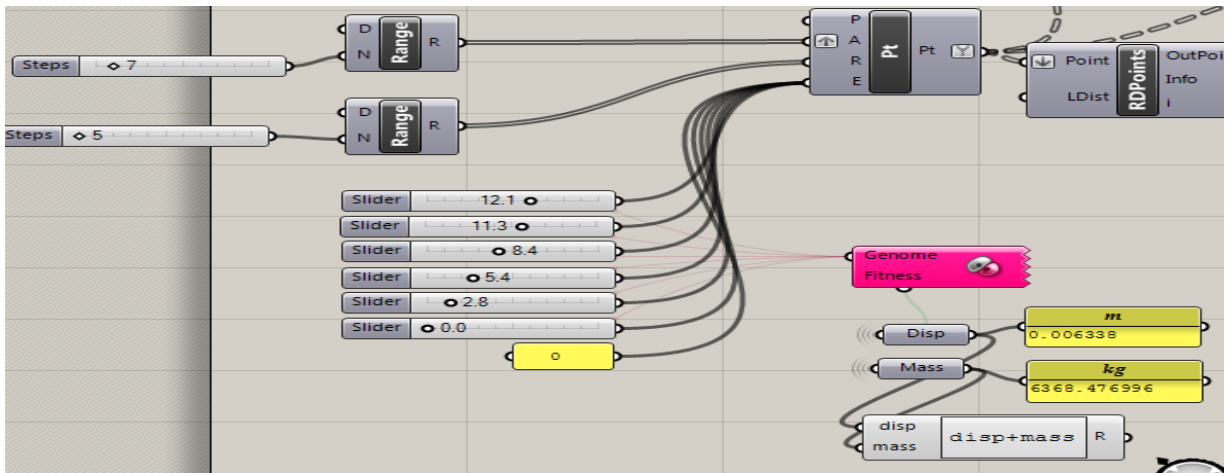 D
N
Range
R
P
A
R
E
Pt
Pt
Point
LDist
RDPoints
OutPoi
Info
i
Steps
7
D
N
Range
R
Steps
5
Slider
12.1
Slider
11.3
Slider
8.4
Slider
5.4
Slider
2.8
Slider
0.0
0
Genome
Fitness
Disp
Mass
m
0.006338
kg
6368.476996
disp
mass
disp+mass
R